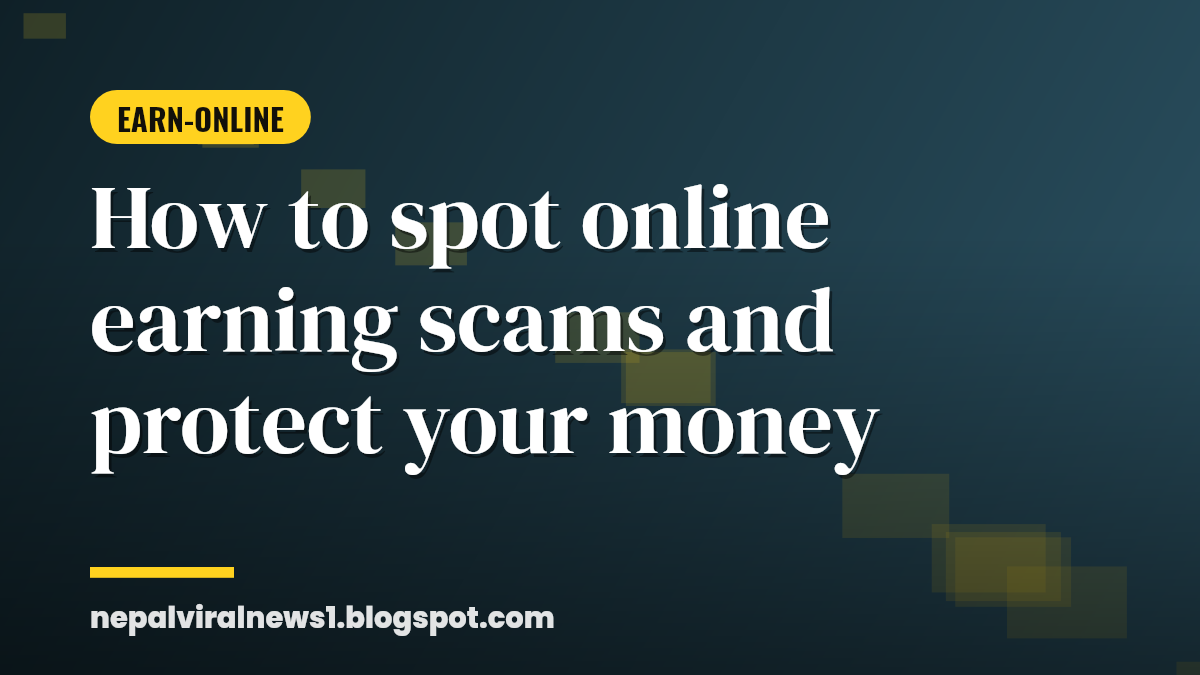 EARN-ONLINE
How to spot online
earning scams and
protect your money
nepalviralnews1.blogspot.com